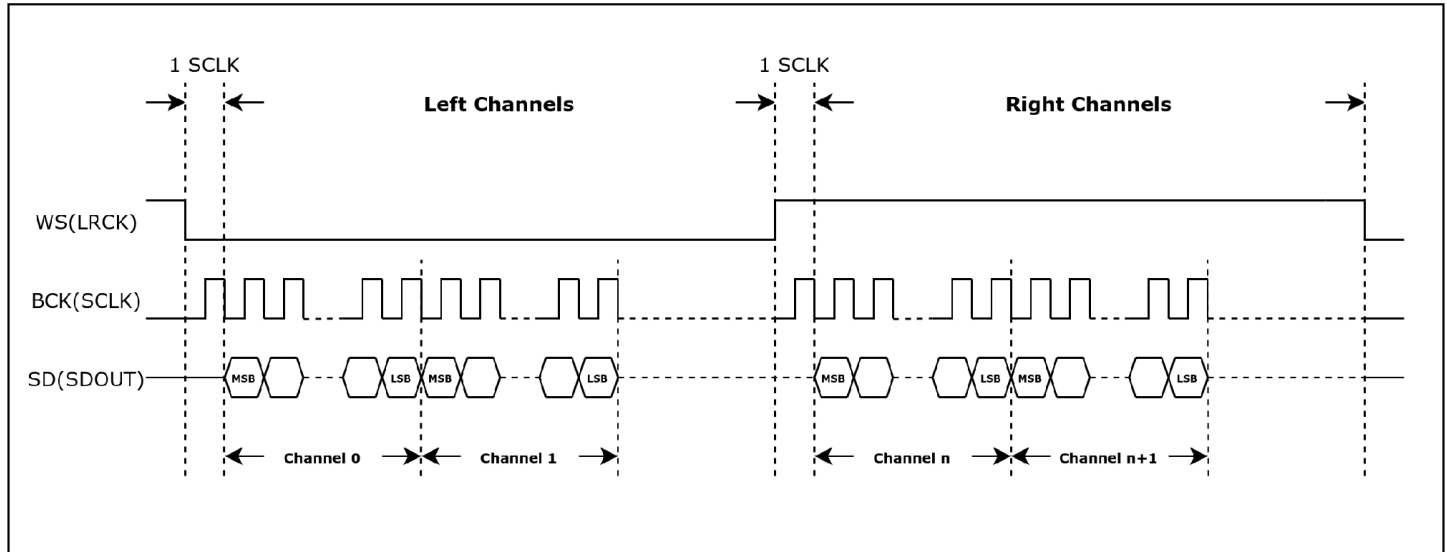 1 SCLK
1 SCLK
Left Channels
Right Channels
WS(LRCK)
BCK(SCLK)
SD(SDOUT)
MSB
LSB
MSB
LSB
MSB
LSB
MSB
LSB
Channel 0
Channel 1
Channel n
Channel n+1